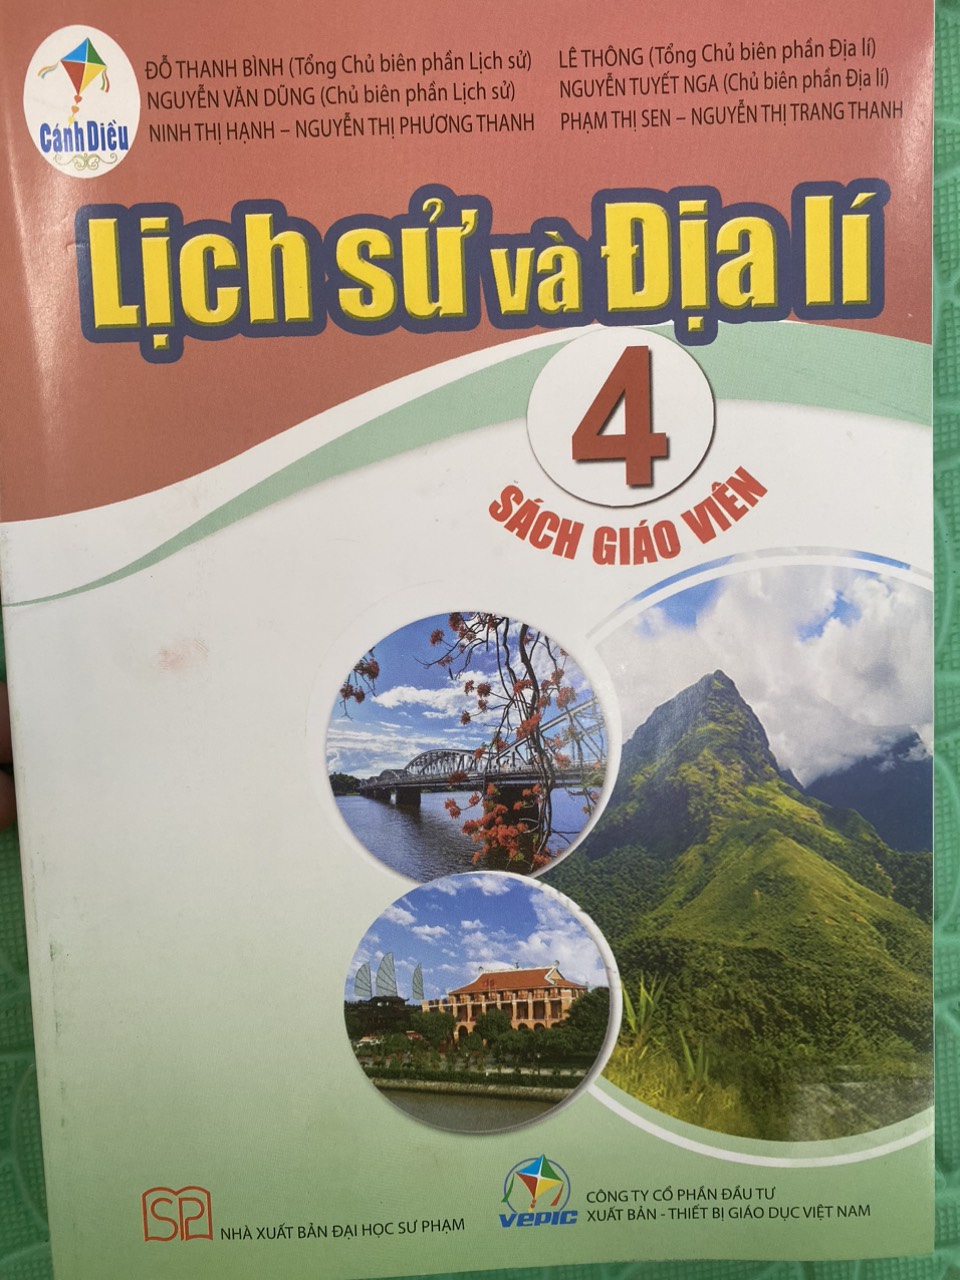 Cánh Diều
ĐỖ THANH BÌNH (Tổng Chủ biên phần Lịch sử)
NGUYỄN VĂN DŨNG (Chủ biên phần Lịch sử)
NINH THỊ HẠNH – NGUYỄN THỊ PHƯƠNG THANH
LÊ THÔNG (Tổng Chủ biên phần Địa lí)
NGUYỄN TUYẾT NGA (Chủ biên phần Địa lí)
PHẠM THỊ SEN – NGUYỄN THỊ TRANG THANH
Lịch sử và Địa lí
4
SÁCH GIÁO VIÊN
SP
NHÀ XUẤT BẢN ĐẠI HỌC SƯ PHẠM
VEPIC
CÔNG TY CỔ PHẦN ĐẦU TƯ
XUẤT BẢN - THIẾT BỊ GIÁO DỤC VIỆT NAM